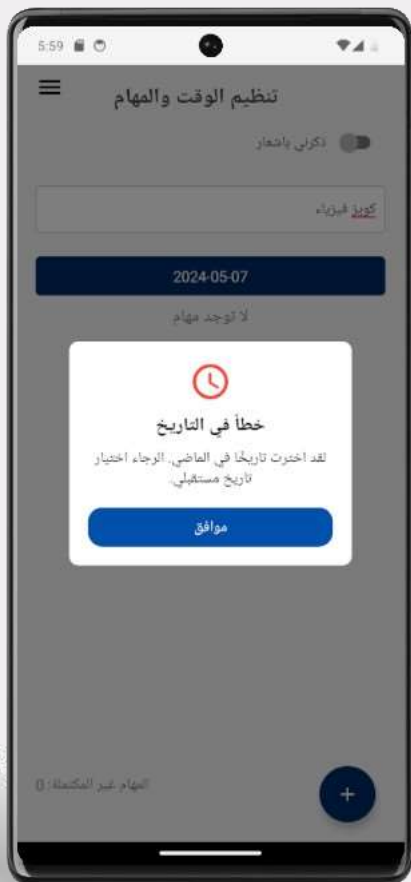 5:59
تنظيم الوقت والمهام
ذكرني باشعار
كويز فيزياء
2024-05-07
لا توجد مهام
خطأ في التاريخ
لقد اخترت تاريخًا في الماضي. الرجاء اختيار
تاريخ مستقبلي.
موافق
المهام غير المكتملة: 0
+